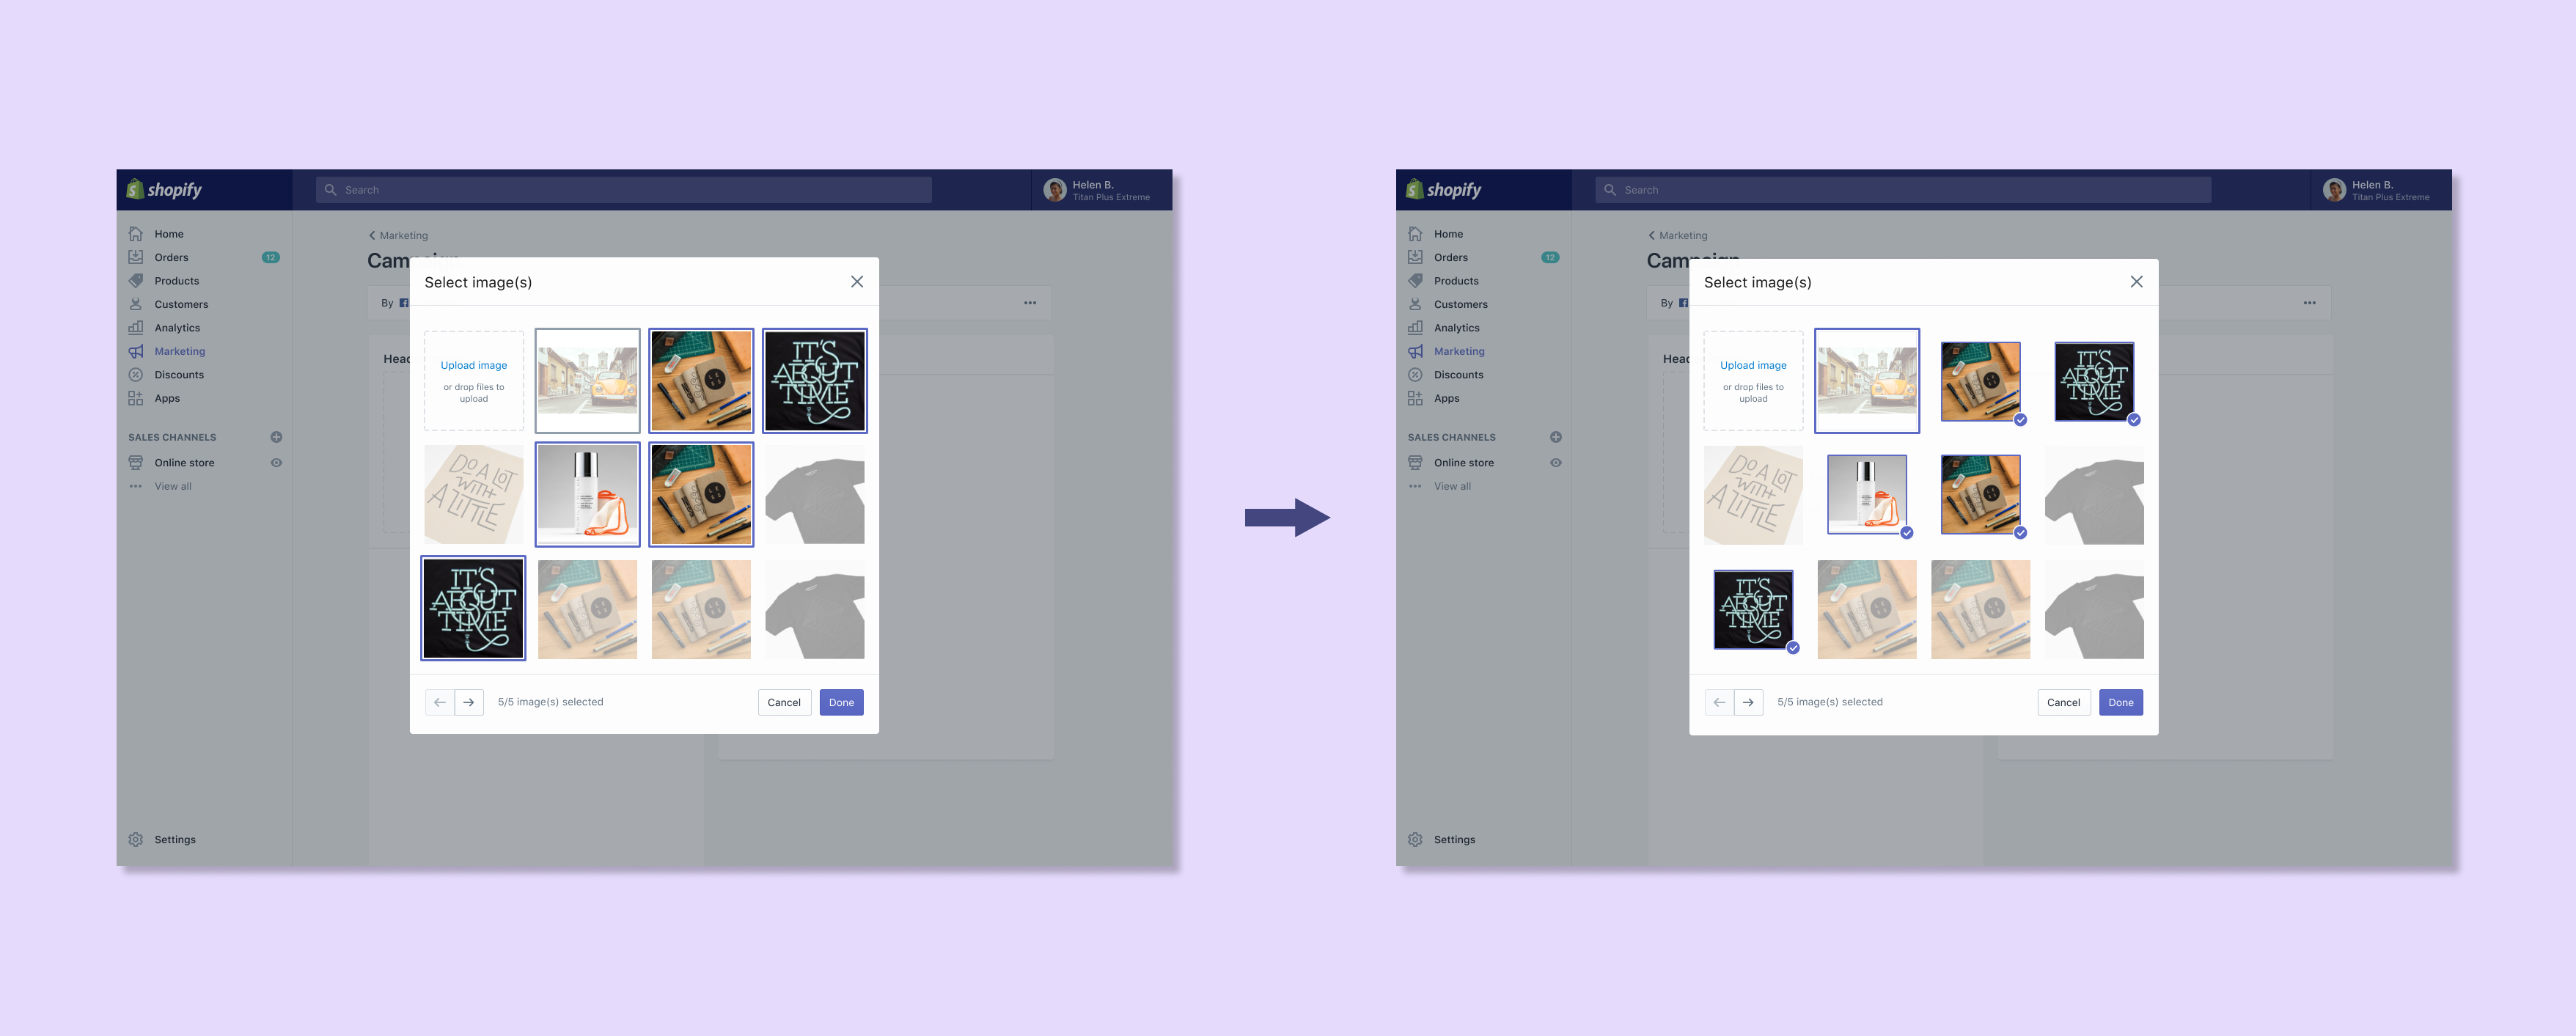 shopify
Search
Helen B.
Titan Plus Extreme
Home
Orders
12
Products
Customers
Analytics
Marketing
Discounts
Apps
SALES CHANNELS
Online store
View all
Settings
Marketing
By
Select image(s)
Upload image
or drop files to
upload
IT'S
ABOUT
TIME
DO A LOT
WITH
A LITTLE
IT'S
ABOUT
TIME
5/5 image(s) selected
Cancel
Done
shopify
Search
Helen B.
Titan Plus Extreme
Home
Orders
12
Products
Customers
Analytics
Marketing
Discounts
Apps
SALES CHANNELS
Online store
View all
Settings
Marketing
By
Select image(s)
Upload image
or drop files to
upload
IT'S
ABOUT
TIME
DO A LOT
WITH
A LITTLE
IT'S
ABOUT
TIME
5/5 image(s) selected
Cancel
Done